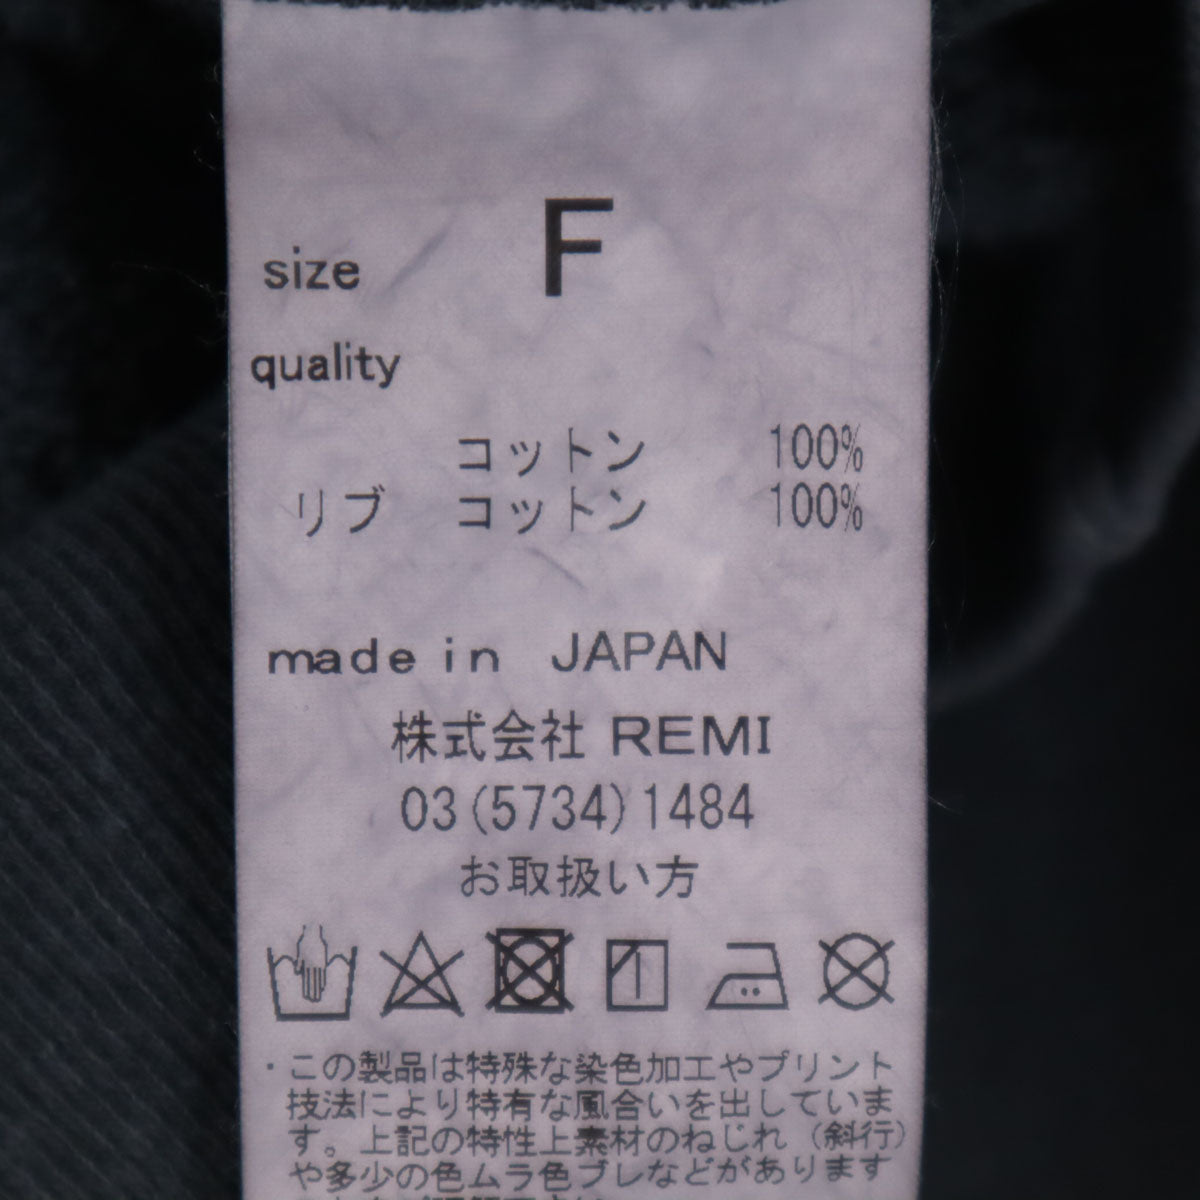 size F
quality
コットン 100%
リブ コットン 100%
made in JAPAN
株式会社 REMI
03(5734)1484
お取扱い方
・この製品は特殊な染色加工やプリント
技法により特有な風合いを出していま
す。上記の特性上素材のねじれ(斜行)
や多少の色ムラ色ブレなどがあります